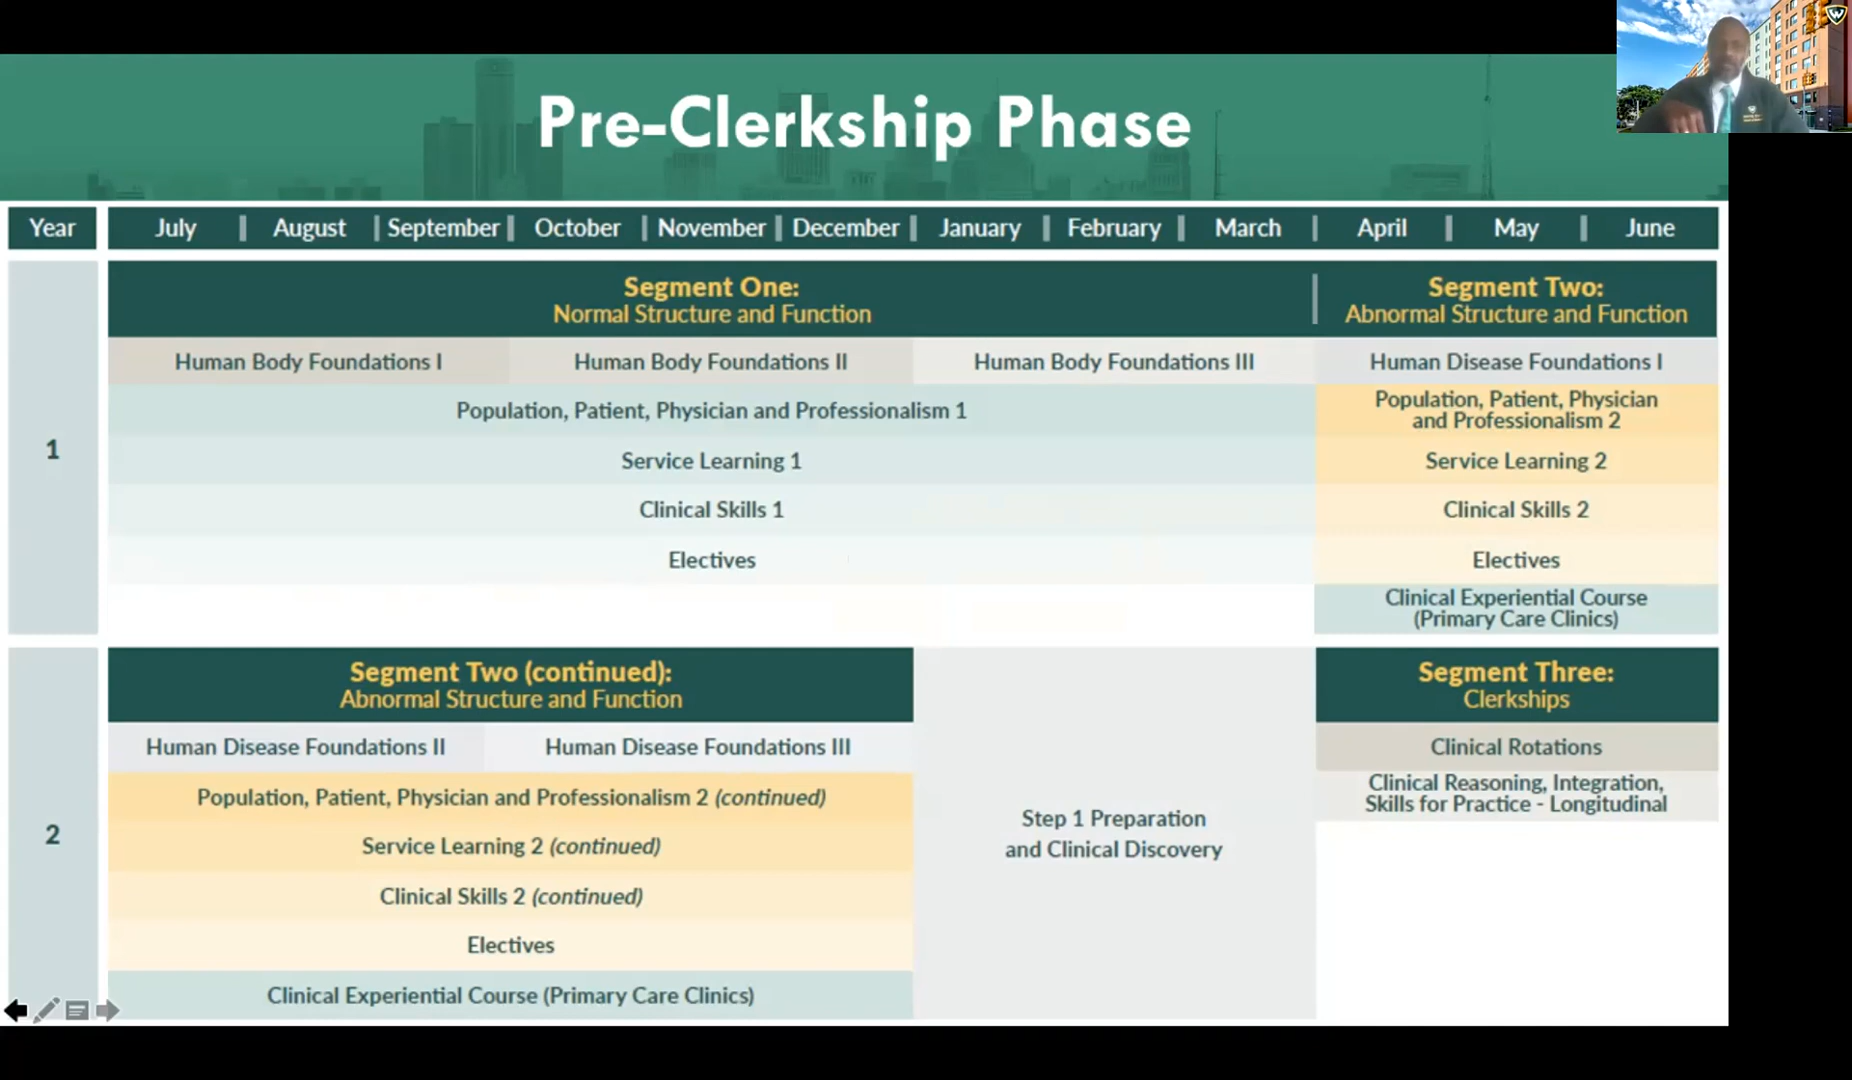 Pre-Clerkship Phase
Year
July | August | September | October | November | December | January | February | March | April | May | June
1
Segment One:
Normal Structure and Function
Segment Two:
Abnormal Structure and Function
Human Body Foundations I
Human Body Foundations II
Human Body Foundations III
Human Disease Foundations I
Population, Patient, Physician and Professionalism 1
Population, Patient, Physician
and Professionalism 2
Service Learning 1
Service Learning 2
Clinical Skills 1
Clinical Skills 2
Electives
Electives
Clinical Experiential Course
(Primary Care Clinics)
2
Segment Two (continued):
Abnormal Structure and Function
Human Disease Foundations II
Human Disease Foundations III
Population, Patient, Physician and Professionalism 2 (continued)
Service Learning 2 (continued)
Clinical Skills 2 (continued)
Electives
Clinical Experiential Course (Primary Care Clinics)
Step 1 Preparation
and Clinical Discovery
Segment Three:
Clerkships
Clinical Rotations
Clinical Reasoning, Integration,
Skills for Practice - Longitudinal
W